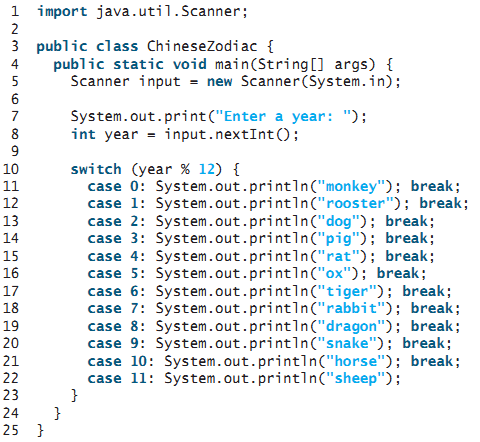 1 import java.util.Scanner;
2
3 public class ChineseZodiac {
4   public static void main(String[] args) {
5     Scanner input = new Scanner(System.in);
6
7     System.out.print("Enter a year: ");
8     int year = input.nextInt();
9
10     switch (year % 12) {
11       case 0: System.out.println("monkey"); break;
12       case 1: System.out.println("rooster"); break;
13       case 2: System.out.println("dog"); break;
14       case 3: System.out.println("pig"); break;
15       case 4: System.out.println("rat"); break;
16       case 5: System.out.println("ox"); break;
17       case 6: System.out.println("tiger"); break;
18       case 7: System.out.println("rabbit"); break;
19       case 8: System.out.println("dragon"); break;
20       case 9: System.out.println("snake"); break;
21       case 10: System.out.println("horse"); break;
22       case 11: System.out.println("sheep");
23     }
24   }
25 }